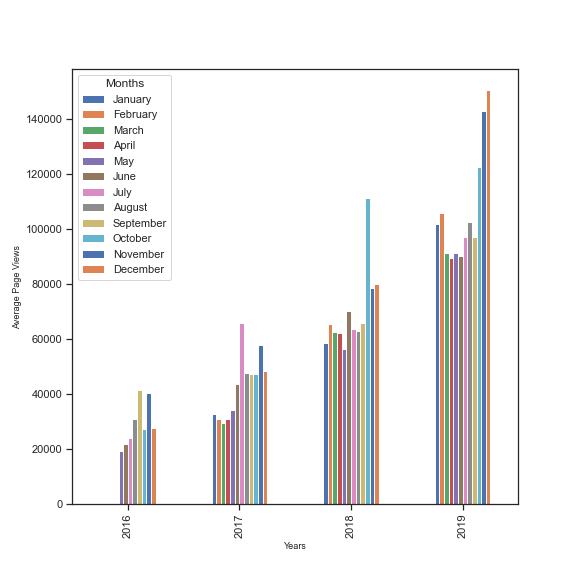 Months
January
February
March
April
May
June
July
August
September
October
November
December
Average Page Views
140000
120000
100000
80000
60000
40000
20000
0
2016
2017
2018
2019
Years